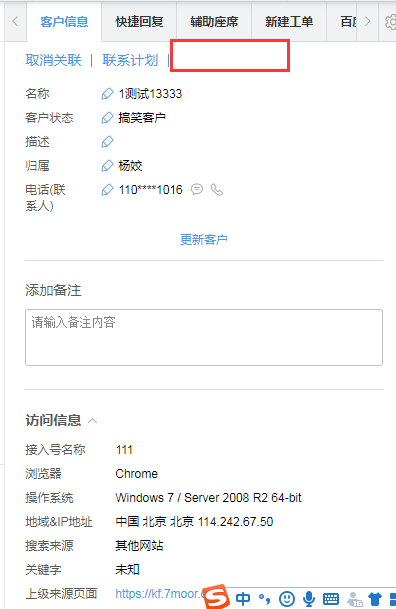 客户信息 快捷回复 辅助座席 新建工单
取消关联 | 联系计划 |
名称 1测试13333
客户状态 搞笑客户
描述
归属 杨姣
电话(联系人) 110****1016
更新客户
添加备注
请输入备注内容
访问信息
接入号名称 111
浏览器 Chrome
操作系统 Windows 7 / Server 2008 R2 64-bit
地域&IP地址 中国 北京 北京 114.242.67.50
搜索来源 其他网站
关键字 未知
上级来源页面 https://kf.7moor.
中